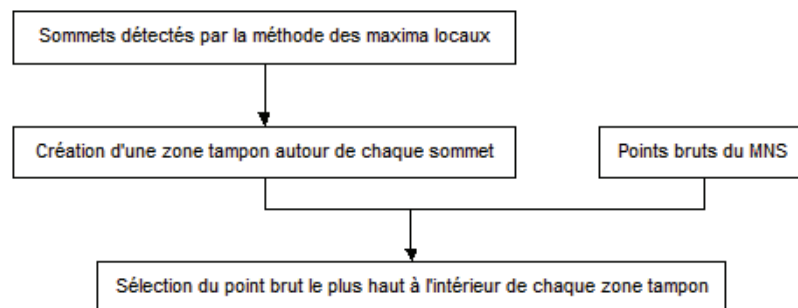 Sommets détectés par la méthode des maxima locaux
Création d'une zone tampon autour de chaque sommet
Points bruts du MNS
Sélection du point brut le plus haut à l'intérieur de chaque zone tampon